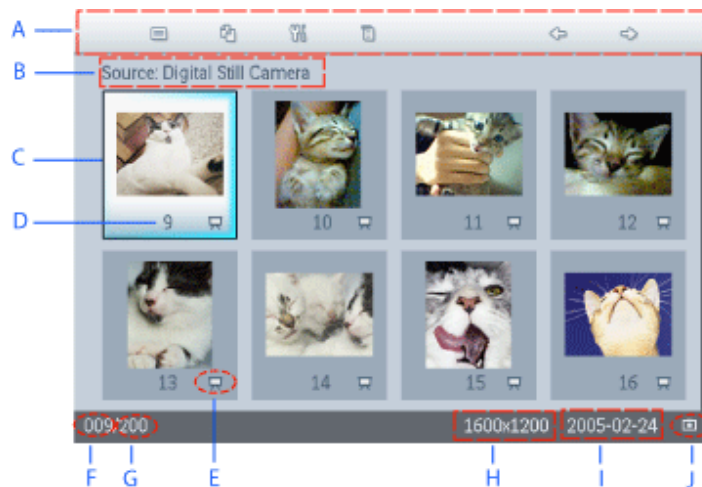 A
B Source: Digital Still Camera
C
D 9 10 11 12
13 14 15 16
009/200 1600x1200 2005-02-24
F G E H I J